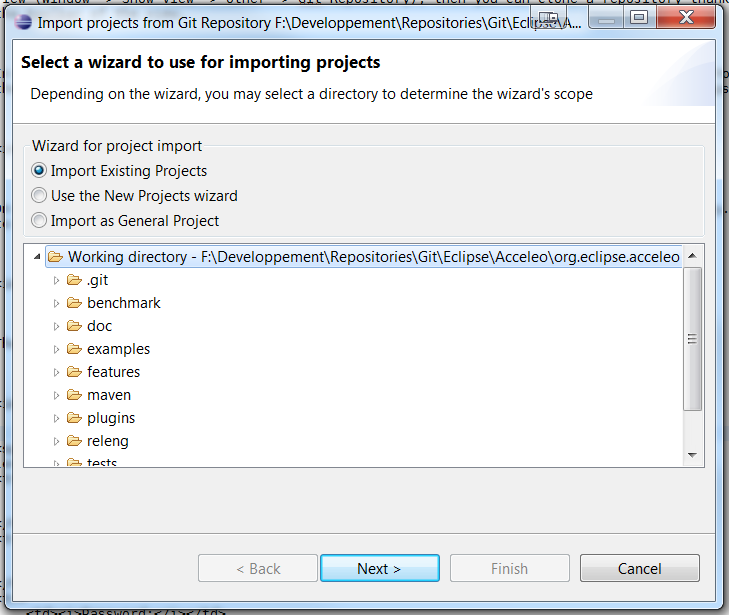 Import projects from Git Repository F:\Developpement\Repositories\Git\Eclipse\A...
Select a wizard to use for importing projects
Depending on the wizard, you may select a directory to determine the wizard's scope
Wizard for project import
Import Existing Projects
Use the New Projects wizard
Import as General Project
Working directory - F:\Developpement\Repositories\Git\Eclipse\Acceleo\org.eclipse.acceleo
.git
benchmark
doc
examples
features
maven
plugins
releng
tests
< Back
Next >
Finish
Cancel
<td><i>Password:</i></td>